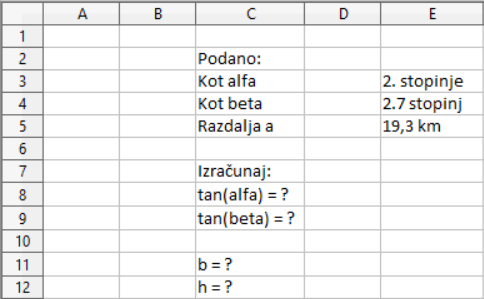 A B C D E
1
2 Podano:
3 Kot alfa 2. stopinje
4 Kot beta 2.7 stopinj
5 Razdalja a 19,3 km
6
7 Izračunaj:
8 tan(alfa) = ?
9 tan(beta) = ?
10
11 b = ?
12 h = ?